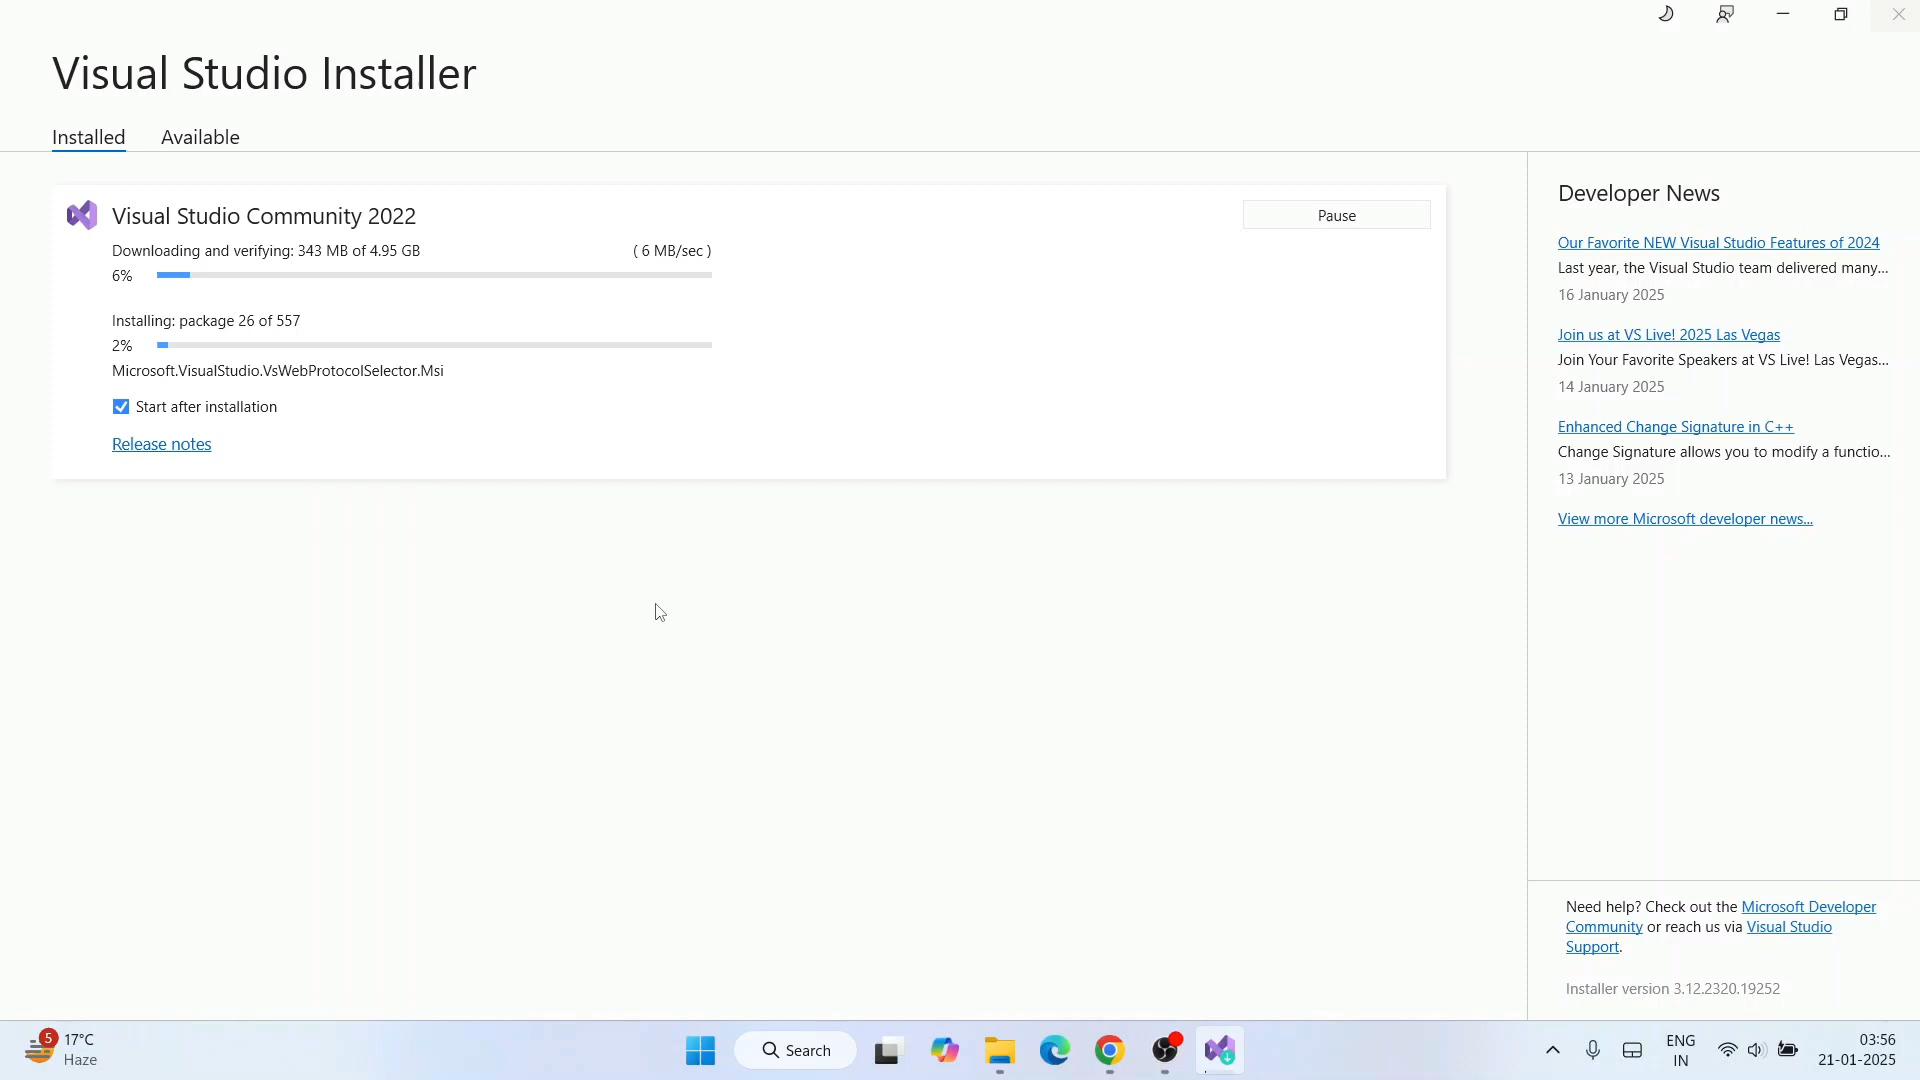 Visual Studio Installer
Installed
Available
Visual Studio Community 2022
Pause
Downloading and verifying: 343 MB of 4.95 GB
( 6 MB/sec )
6%
Installing: package 26 of 557
2%
Microsoft.VisualStudio.VsWebProtocolSelector.Msi
Start after installation
Release notes
Developer News
Our Favorite NEW Visual Studio Features of 2024
Last year, the Visual Studio team delivered many...
16 January 2025
Join us at VS Live! 2025 Las Vegas
Join Your Favorite Speakers at VS Live! Las Vegas...
14 January 2025
Enhanced Change Signature in C++
Change Signature allows you to modify a functio...
13 January 2025
View more Microsoft developer news...
Need help? Check out the Microsoft Developer
Community or reach us via Visual Studio
Support.
Installer version 3.12.2320.19252
5
17°C
Haze
Search
ENG
IN
03:56
21-01-2025